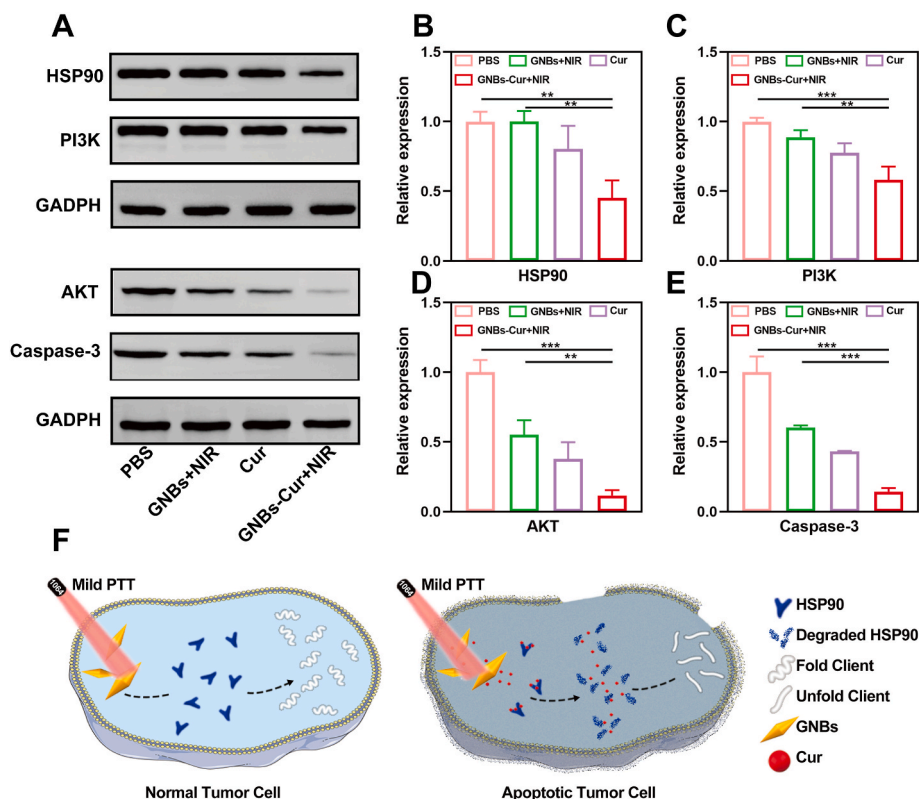 A
HSP90
PI3K
GADPH
AKT
Caspase-3
GADPH
PBS
GNBs+NIR
Cur
GNBs-Cur+NIR
B
1.5
1.0
0.5
0.0
Relative expression
PBS GNBs+NIR Cur
GNBs-Cur+NIR
**
**
HSP90
C
1.5
1.0
0.5
0.0
Relative expression
PBS GNBs+NIR Cur
GNBs-Cur+NIR
***
**
PI3K
D
1.5
1.0
0.5
0.0
Relative expression
PBS GNBs+NIR Cur
GNBs-Cur+NIR
***
**
AKT
E
1.5
1.0
0.5
0.0
Relative expression
PBS GNBs+NIR Cur
GNBs-Cur+NIR
***
***
Caspase-3
F
1064
Mild PTT
Normal Tumor Cell
1064
Mild PTT
Apoptotic Tumor Cell
HSP90
Degraded HSP90
Fold Client
Unfold Client
GNBs
Cur